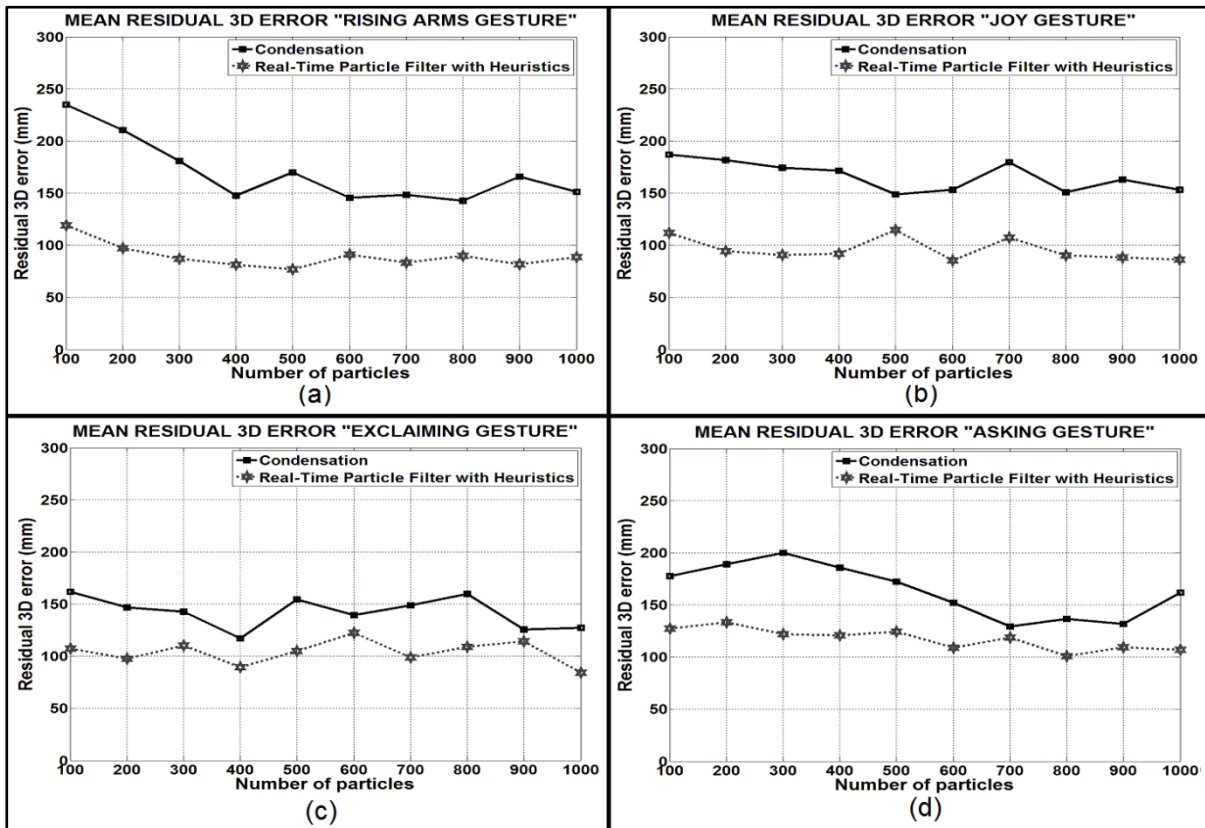 MEAN RESIDUAL 3D ERROR "RISING ARMS GESTURE"
300
250
200
150
100
50
0
Residual 3D error (mm)
Condensation
Real-Time Particle Filter with Heuristics
100 200 300 400 500 600 700 800 900 1000
Number of particles
(a)
MEAN RESIDUAL 3D ERROR "JOY GESTURE"
300
250
200
150
100
50
0
Residual 3D error (mm)
Condensation
Real-Time Particle Filter with Heuristics
100 200 300 400 500 600 700 800 900 1000
Number of particles
(b)
MEAN RESIDUAL 3D ERROR "EXCLAIMING GESTURE"
300
250
200
150
100
50
0
Residual 3D error (mm)
Condensation
Real-Time Particle Filter with Heuristics
100 200 300 400 500 600 700 800 900 1000
Number of particles
(c)
MEAN RESIDUAL 3D ERROR "ASKING GESTURE"
300
250
200
150
100
50
0
Residual 3D error (mm)
Condensation
Real-Time Particle Filter with Heuristics
100 200 300 400 500 600 700 800 900 1000
Number of particles
(d)